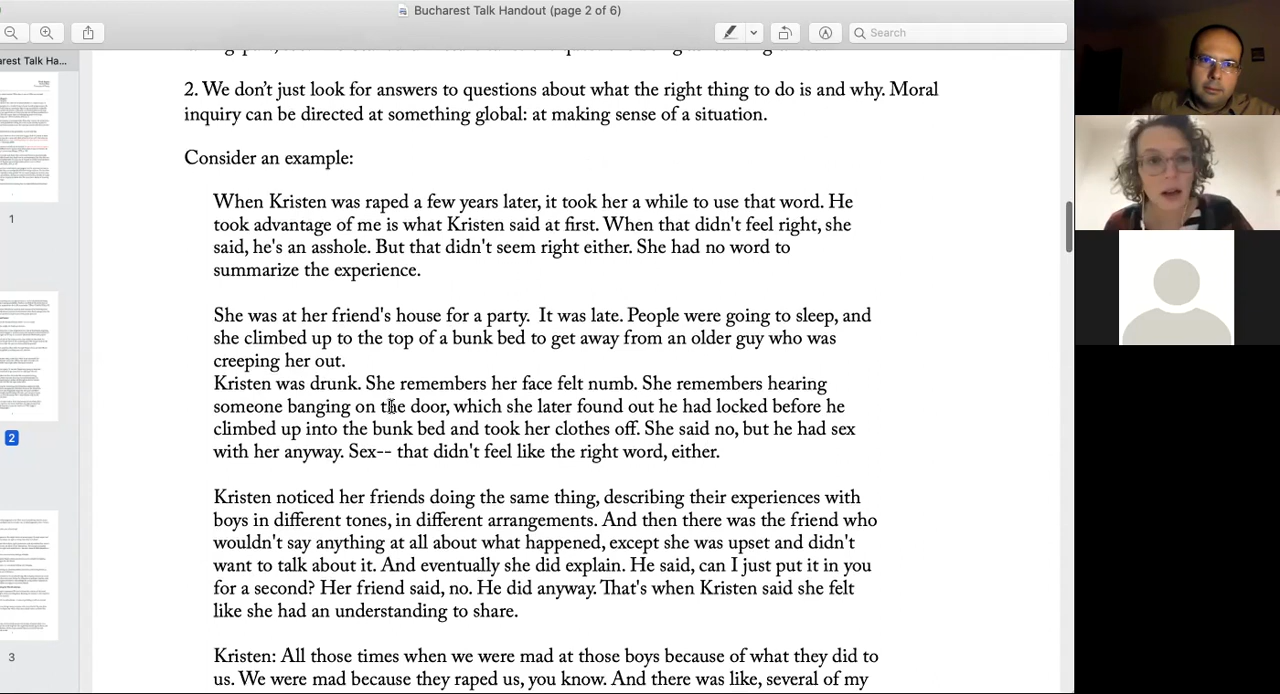 Bucharest Talk Handout (page 2 of 6)
Search
arest Talk Ha...
2. We don't just look for answers to questions about what the right thing to do is and why. Moral
inquiry can be directed at something global: at making sense of a situation.
Consider an example:
When Kristen was raped a few years later, it took her a while to use that word. He
took advantage of me is what Kristen said at first. When that didn't feel right, she
said, he's an asshole. But that didn't seem right either. She had no word to
summarize the experience.
She was at her friend's house for a party. It was late. People were going to sleep, and
she climbed up to the top of a bunk bed to get away from an older guy who was
creeping her out.
Kristen was drunk. She remembers her face felt numb. She remembers hearing
someone banging on the door, which she later found out he had locked before he
climbed up into the bunk bed and took her clothes off. She said no, but he had sex
with her anyway. Sex-- that didn't feel like the right word, either.
Kristen noticed her friends doing the same thing, describing their experiences with
boys in different tones, in different arrangements. And then there was the friend who
wouldn't say anything at all about what happened, except she was upset and didn't
want to talk about it. And eventually she did explain. He said, can I just put it in you
for a second? Her friend said no. He did anyway. That's when Kristen said she felt
like she had an understanding to share.
Kristen: All those times when we were mad at those boys because of what they did to
us. We were mad because they raped us, you know. And there was like, several of my
1
2
3